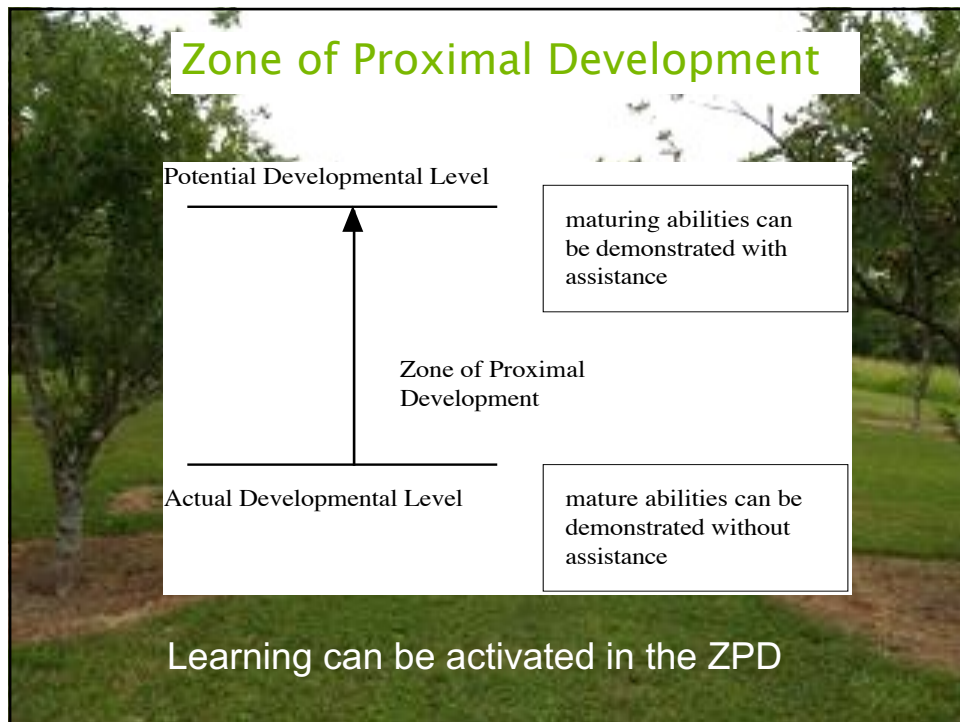 Zone of Proximal Development
Potential Developmental Level
maturing abilities can
be demonstrated with
assistance
Zone of Proximal
Development
Actual Developmental Level
mature abilities can be
demonstrated without
assistance
Learning can be activated in the ZPD